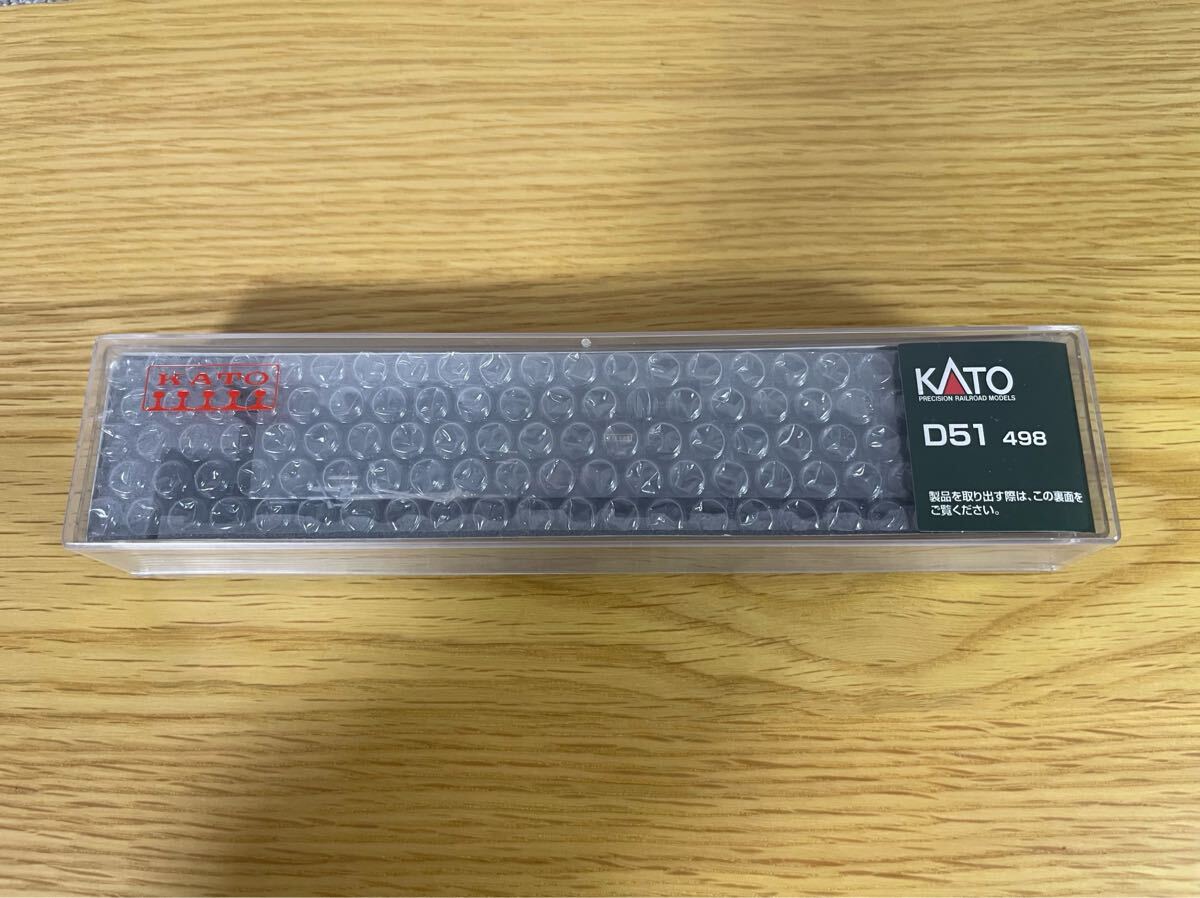 KATO
KATO
PRECISION RAILROAD MODELS
D51 498
製品を取り出す際は、この裏面を
ご覧ください。